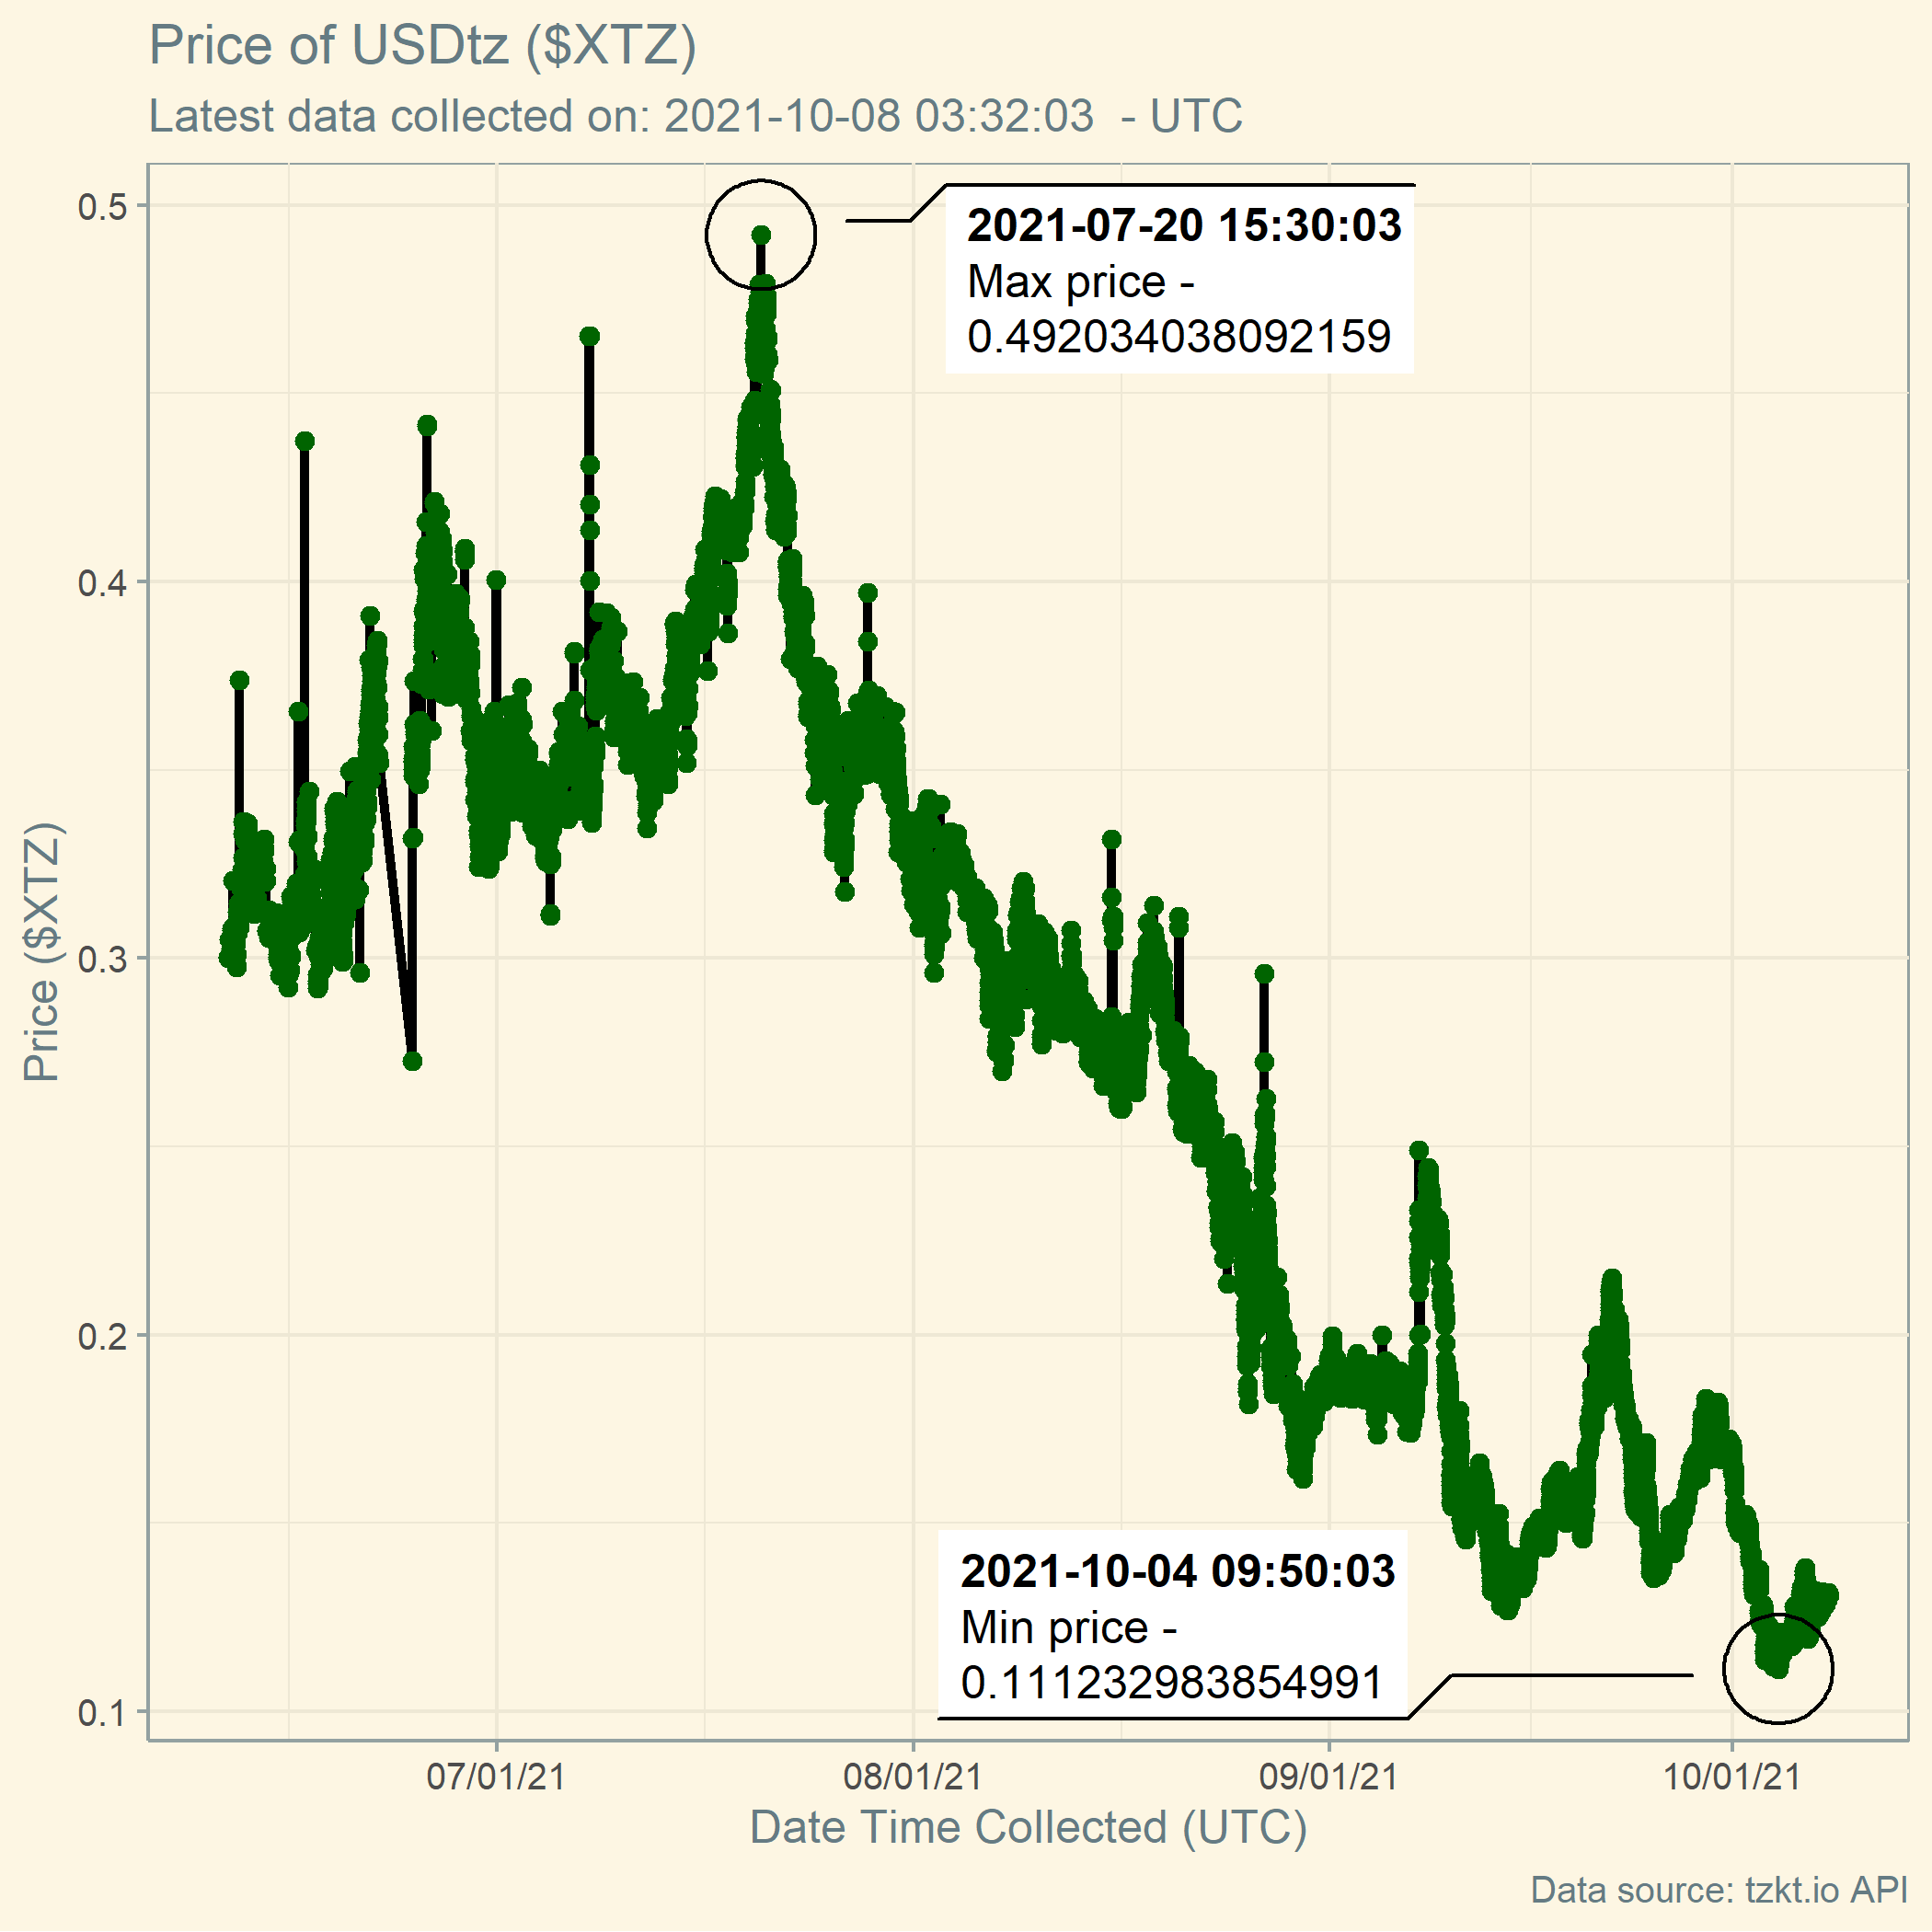 Price of USDtz ($XTZ)
Latest data collected on: 2021-10-08 03:32:03  - UTC
0.5
0.4
0.3
0.2
0.1
Price ($XTZ)
2021-07-20 15:30:03
Max price -
0.492034038092159
2021-10-04 09:50:03
Min price -
0.111232983854991
07/01/21
08/01/21
09/01/21
10/01/21
Date Time Collected (UTC)
Data source: tzkt.io API